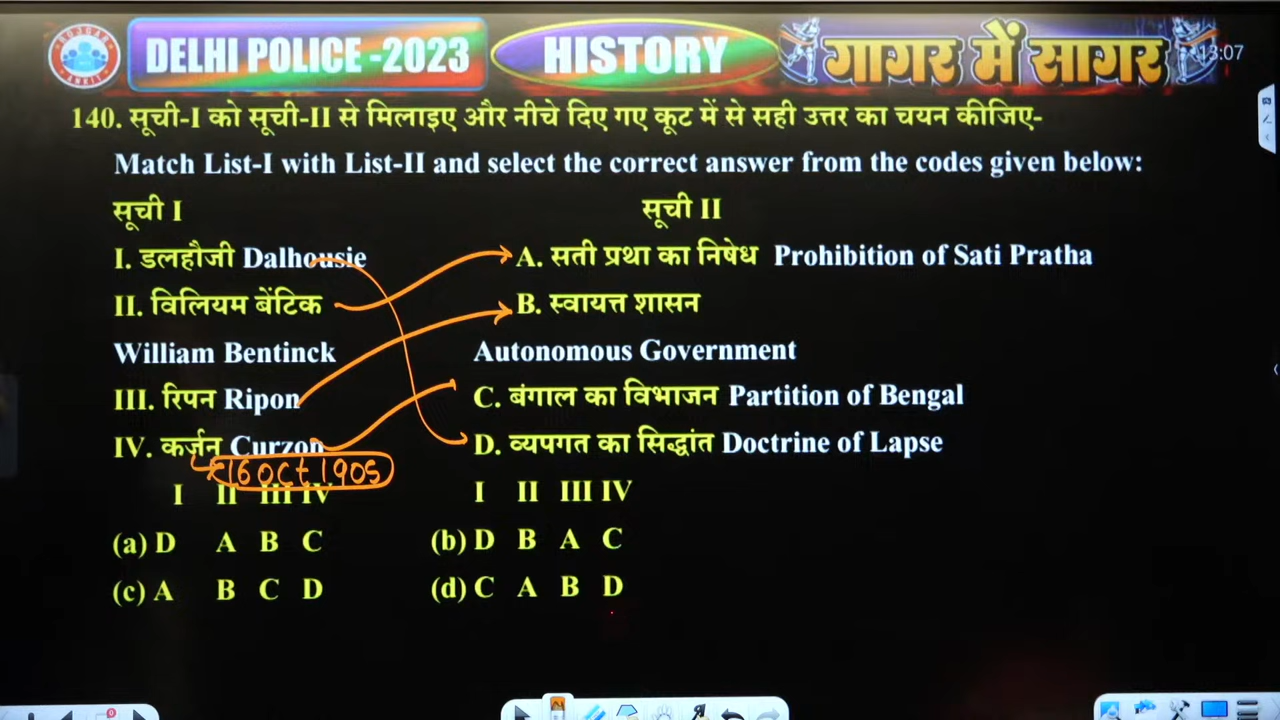 ROJGAR
ANKIT
DELHI POLICE -2023
HISTORY
गागर में सागर
13:07
140. सूची-I को सूची-II से मिलाइए और नीचे दिए गए कूट में से सही उत्तर का चयन कीजिए-
Match List-I with List-II and select the correct answer from the codes given below:
सूची I सूची II
I. डलहौजी Dalhousie A. सती प्रथा का निषेध Prohibition of Sati Pratha
II. विलियम बेंटिक B. स्वायत्त शासन
William Bentinck Autonomous Government
III. रिपन Ripon C. बंगाल का विभाजन Partition of Bengal
IV. कर्जन Curzon D. व्यपगत का सिद्धांत Doctrine of Lapse
16 Oct 1905
I II III IV I II III IV
(a) D A B C (b) D B A C
(c) A B C D (d) C A B D